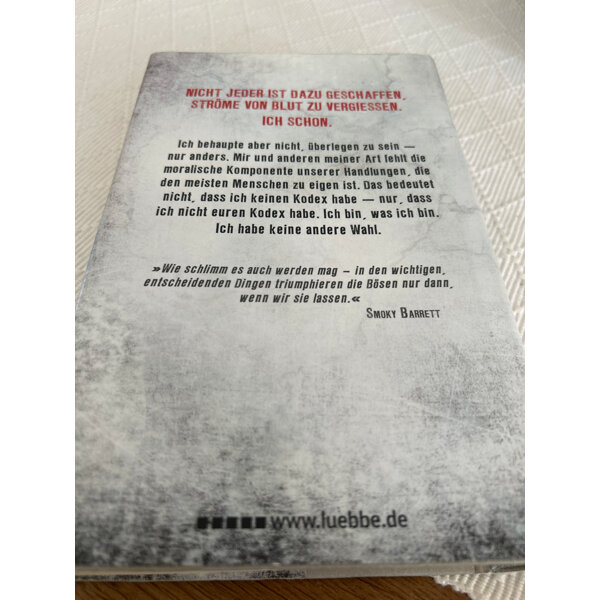 NICHT JEDER IST DAZU GESCHAFFEN,
STRÖME VON BLUT ZU VERGIESSEN.
ICH SCHON.
Ich behaupte aber nicht, überlegen zu sein –
nur anders. Mir und anderen meiner Art fehlt die
moralische Komponente unserer Handlungen, die
den meisten Menschen zu eigen ist. Das bedeutet
nicht, dass ich keinen Kodex habe – nur, dass
ich nicht euren Kodex habe. Ich bin, was ich bin.
Ich habe keine andere Wahl.
»Wie schlimm es auch werden mag – in den wichtigen,
entscheidenden Dingen triumphieren die Bösen nur dann,
wenn wir sie lassen.«
SMOKY BARRETT
www.luebbe.de